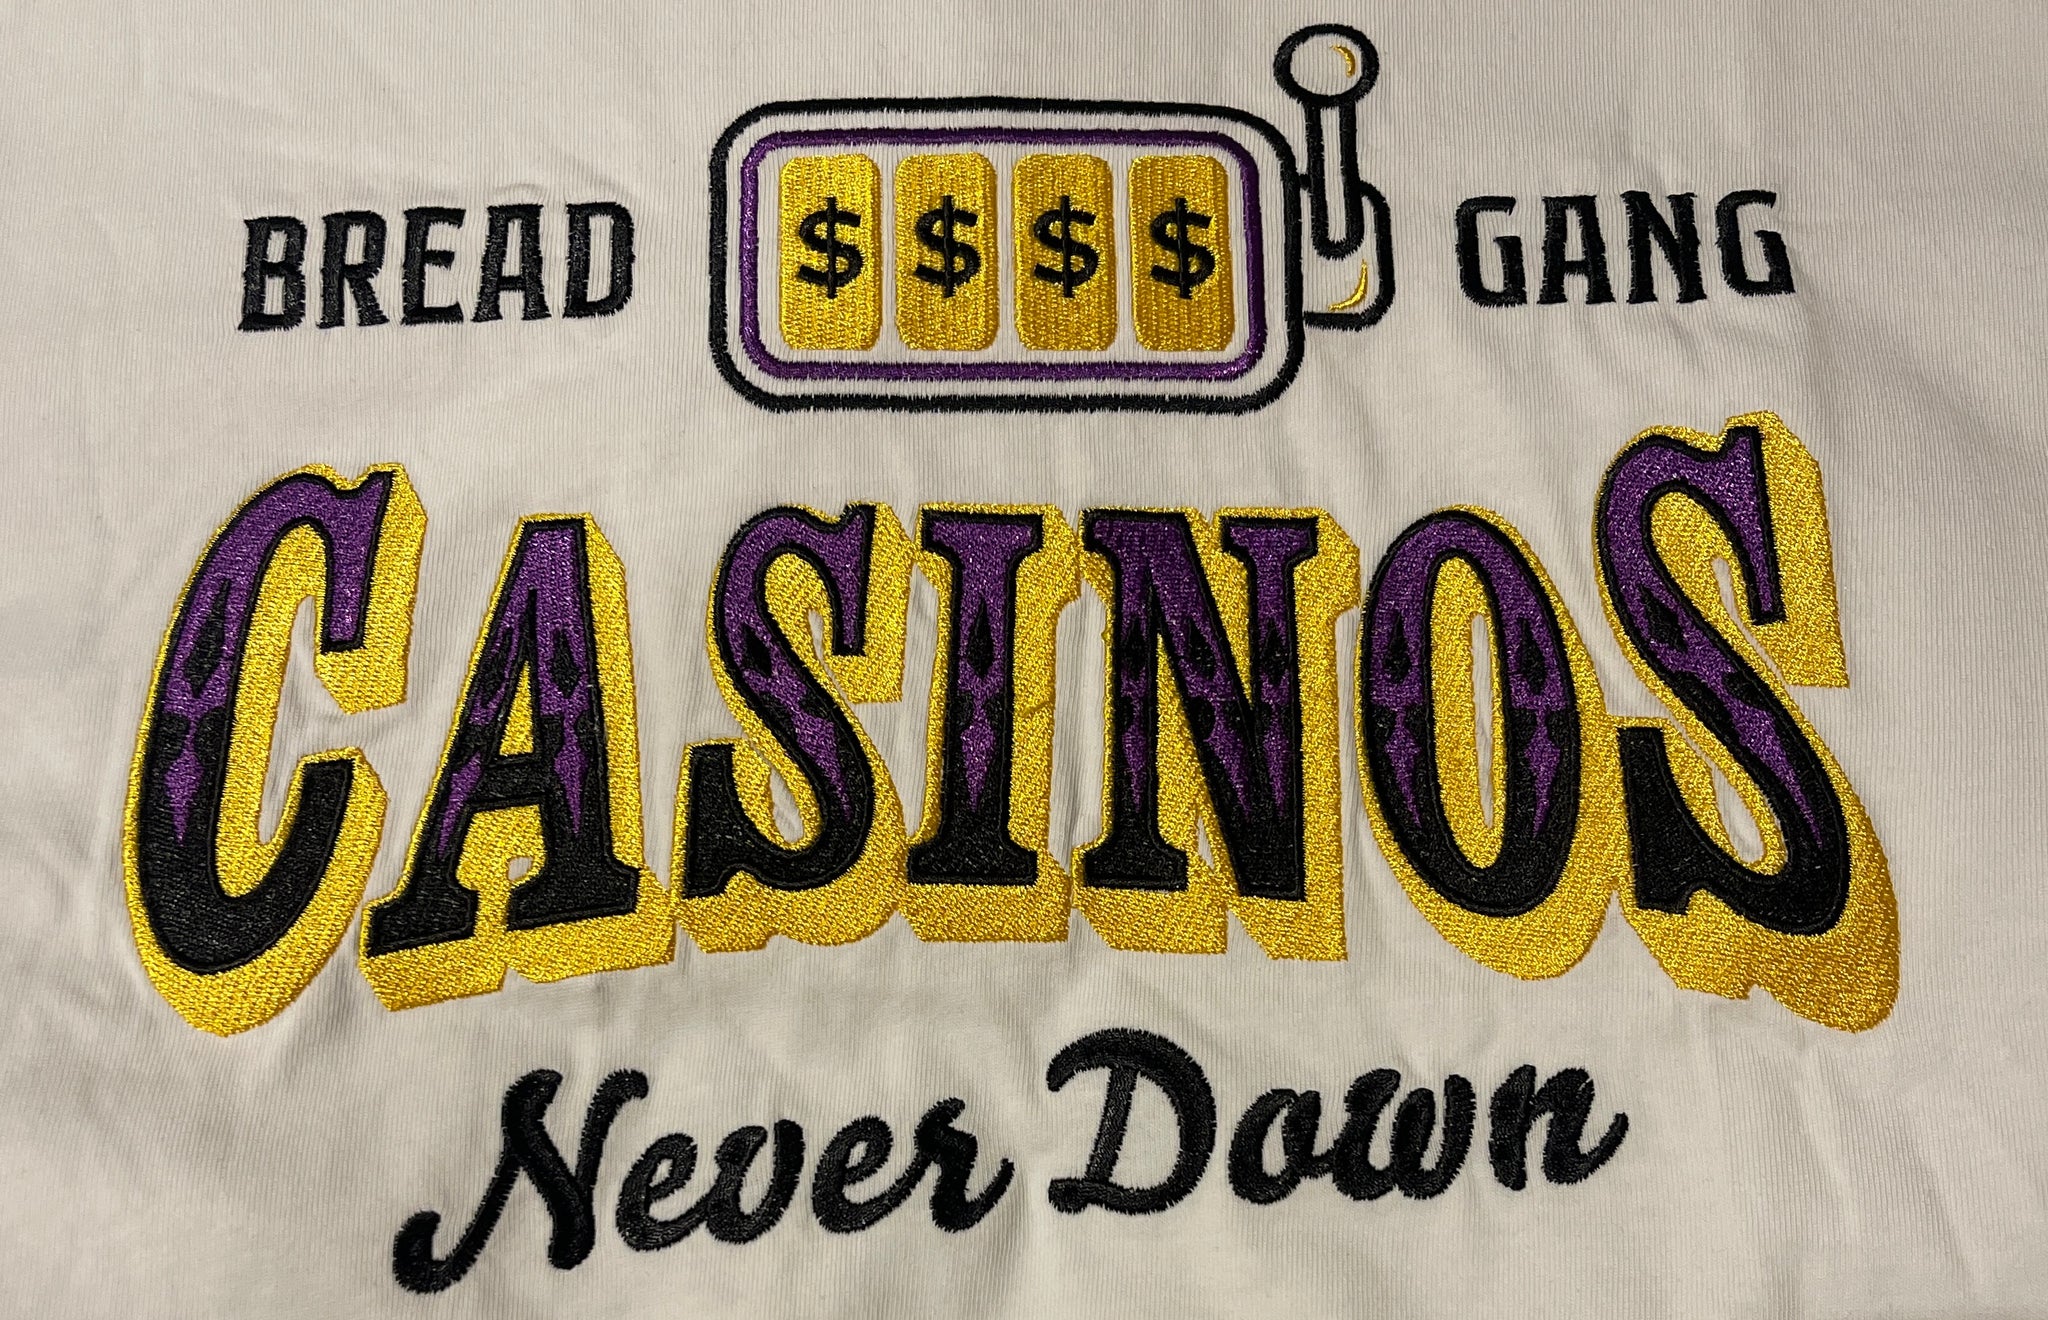 BREAD $ $ $ $ GANG
CASINOS
Never Down